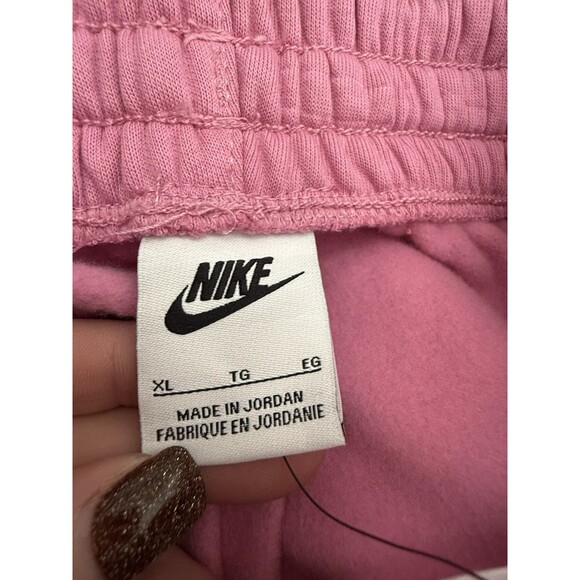 NIKE
XL TG EG
MADE IN JORDAN
FABRIQUE EN JORDANIE